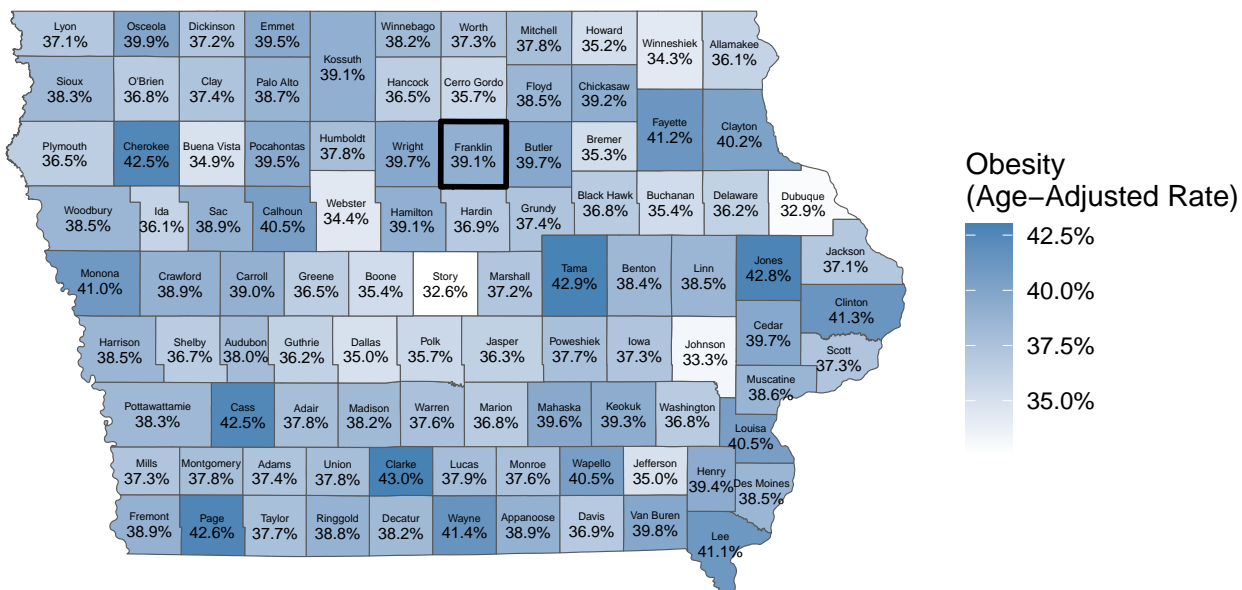 Lyon
37.1%
Osceola
39.9%
Dickinson
37.2%
Emmet
39.5%
Kossuth
39.1%
Winnebago
38.2%
Worth
37.3%
Mitchell
37.8%
Howard
35.2%
Winneshiek
34.3%
Allamakee
36.1%
Sioux
38.3%
O'Brien
36.8%
Clay
37.4%
Palo Alto
38.7%
Hancock
36.5%
Cerro Gordo
35.7%
Floyd
38.5%
Chickasaw
39.2%
Fayette
41.2%
Clayton
40.2%
Plymouth
36.5%
Cherokee
42.5%
Buena Vista
34.9%
Pocahontas
39.5%
Humboldt
37.8%
Wright
39.7%
Franklin
39.1%
Butler
39.7%
Bremer
35.3%
Woodbury
38.5%
Ida
36.1%
Sac
38.9%
Calhoun
40.5%
Webster
34.4%
Hamilton
39.1%
Hardin
36.9%
Grundy
37.4%
Black Hawk
36.8%
Buchanan
35.4%
Delaware
36.2%
Dubuque
32.9%
Monona
41.0%
Crawford
38.9%
Carroll
39.0%
Greene
36.5%
Boone
35.4%
Story
32.6%
Marshall
37.2%
Tama
42.9%
Benton
38.4%
Linn
38.5%
Jones
42.8%
Jackson
37.1%
Clinton
41.3%
Harrison
38.5%
Shelby
36.7%
Audubon
38.0%
Guthrie
36.2%
Dallas
35.0%
Polk
35.7%
Jasper
36.3%
Poweshiek
37.7%
Iowa
37.3%
Johnson
33.3%
Cedar
39.7%
Scott
37.3%
Muscatine
38.6%
Pottawattamie
38.3%
Cass
42.5%
Adair
37.8%
Madison
38.2%
Warren
37.6%
Marion
36.8%
Mahaska
39.6%
Keokuk
39.3%
Washington
36.8%
Louisa
40.5%
Mills
37.3%
Montgomery
37.8%
Adams
37.4%
Union
37.8%
Clarke
43.0%
Lucas
37.9%
Monroe
37.6%
Wapello
40.5%
Jefferson
35.0%
Henry
39.4%
Des Moines
38.5%
Fremont
38.9%
Page
42.6%
Taylor
37.7%
Ringgold
38.8%
Decatur
38.2%
Wayne
41.4%
Appanoose
38.9%
Davis
36.9%
Van Buren
39.8%
Lee
41.1%
Obesity
(Age−Adjusted Rate)
42.5%
40.0%
37.5%
35.0%